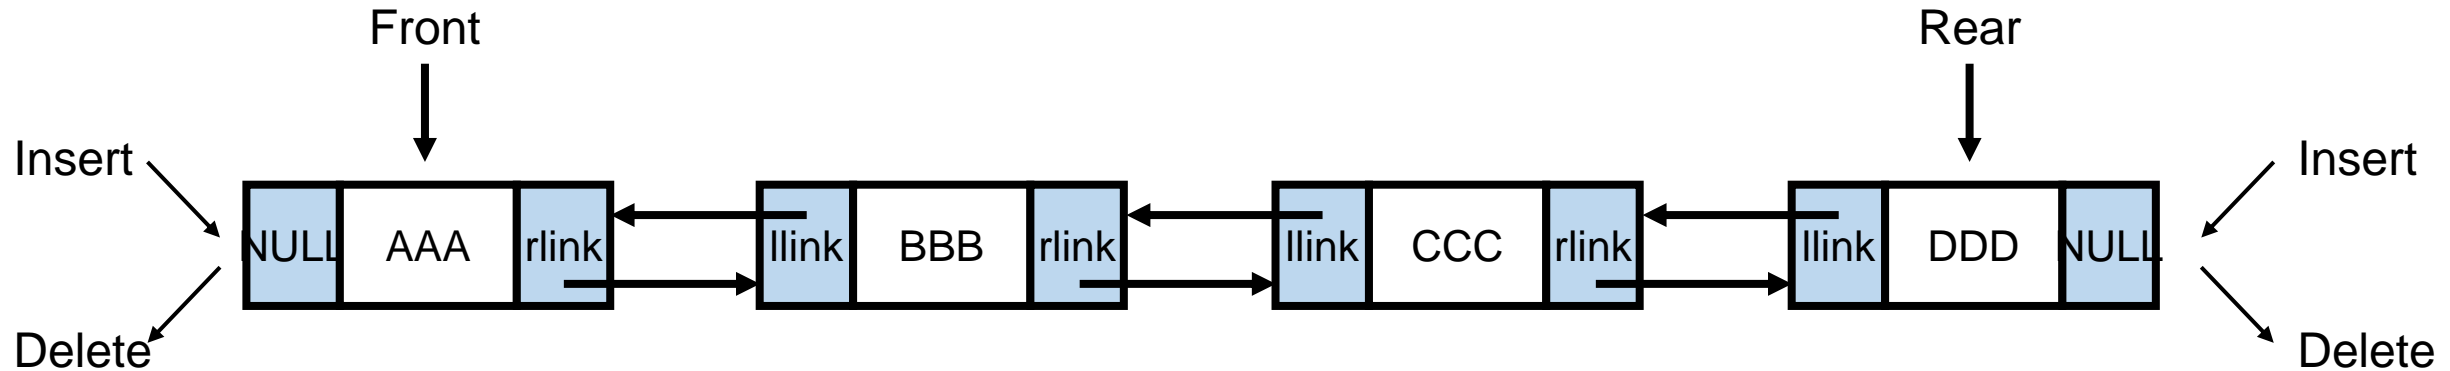 Front
Rear
Insert
Insert
NULL AAA rlink llink BBB rlink llink CCC rlink llink DDD NULL
Delete
Delete